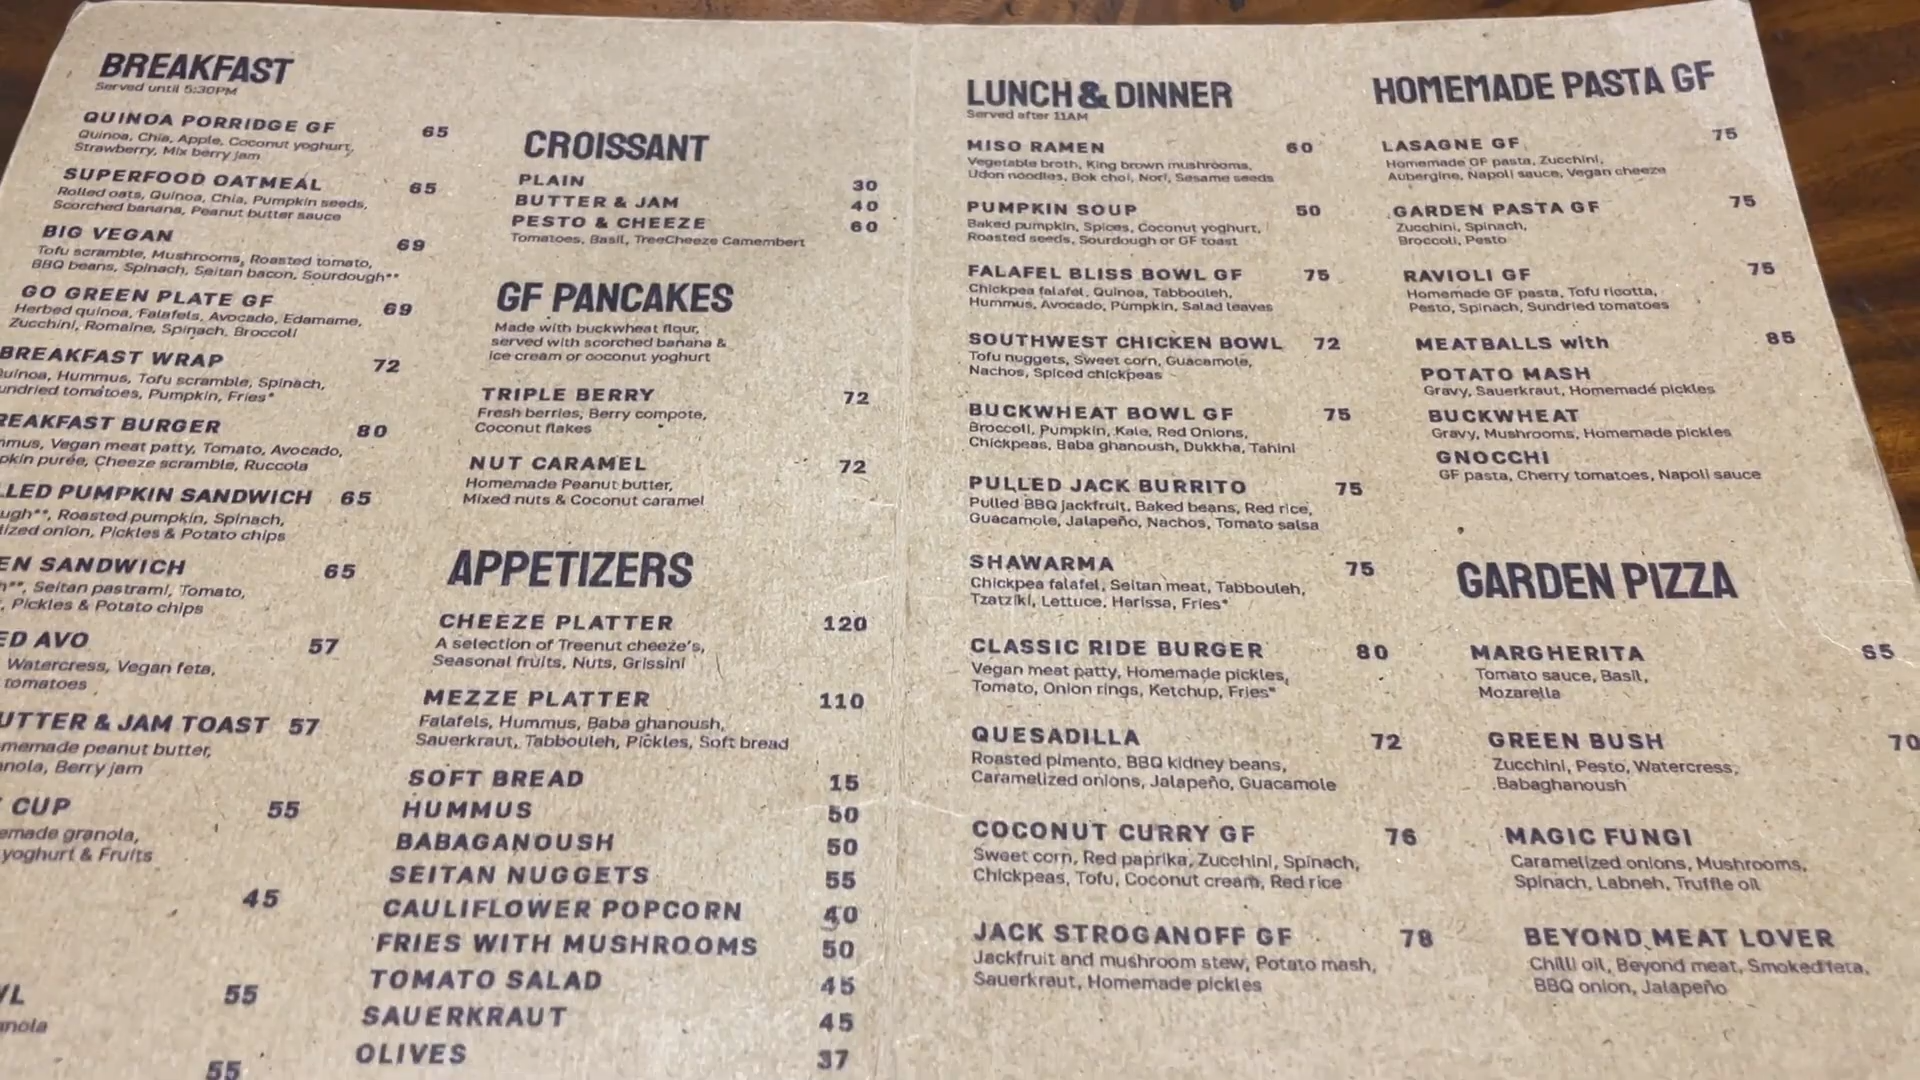 BREAKFAST
Served until 5:30PM
QUINOA PORRIDGE GF 65
Quinoa, Chia, Apple, Coconut yoghurt,
Strawberry, Mix berry jam
SUPERFOOD OATMEAL 65
Rolled oats, Quinoa, Chia, Pumpkin seeds,
Scorched banana, Peanut butter sauce
BIG VEGAN 69
Tofu scramble, Mushrooms, Roasted tomato,
BBQ beans, Spinach, Seitan bacon, Sourdough**
GO GREEN PLATE GF 69
Herbed quinoa, Falafels, Avocado, Edamame,
Zucchini, Romaine, Spinach, Broccoli
BREAKFAST WRAP 72
uinoa, Hummus, Tofu scramble, Spinach,
undried tomatoes, Pumpkin, Fries*
REAKFAST BURGER 80
mmus, Vegan meat patty, Tomato, Avocado,
pkin purée, Cheeze scramble, Ruccola
LLED PUMPKIN SANDWICH 65
ugh**, Roasted pumpkin, Spinach,
lized onion, Pickles & Potato chips
EN SANDWICH 65
h**, Seitan pastrami, Tomato,
, Pickles & Potato chips
ED AVO 57
Watercress, Vegan feta,
tomatoes
UTTER & JAM TOAST 57
memade peanut butter,
nola, Berry jam
CUP 55
emade granola,
yoghurt & Fruits
45
WL 55
anola
55
CROISSANT
PLAIN 30
BUTTER & JAM 40
PESTO & CHEEZE 60
Tomatoes, Basil, TreeCheeze Camembert
GF PANCAKES
Made with buckwheat flour,
served with scorched banana &
ice cream or coconut yoghurt
TRIPLE BERRY 72
Fresh berries, Berry compote,
Coconut flakes
NUT CARAMEL 72
Homemade Peanut butter,
Mixed nuts & Coconut caramel
APPETIZERS
CHEEZE PLATTER 120
A selection of Treenut cheeze's,
Seasonal fruits, Nuts, Grissini
MEZZE PLATTER 110
Falafels, Hummus, Baba ghanoush,
Sauerkraut, Tabbouleh, Pickles, Soft bread
SOFT BREAD 15
HUMMUS 50
BABAGANOUSH 50
SEITAN NUGGETS 55
CAULIFLOWER POPCORN 40
FRIES WITH MUSHROOMS 50
TOMATO SALAD 45
SAUERKRAUT 45
OLIVES 37
LUNCH & DINNER
Served after 11AM
MISO RAMEN 60
Vegetable broth, King brown mushrooms,
Udon noodles, Bok choi, Nori, Sesame seeds
PUMPKIN SOUP 50
Baked pumpkin, Spices, Coconut yoghurt,
Roasted seeds, Sourdough or GF toast
FALAFEL BLISS BOWL GF 75
Chickpea falafel, Quinoa, Tabbouleh,
Hummus, Avocado, Pumpkin, Salad leaves
SOUTHWEST CHICKEN BOWL 72
Tofu nuggets, Sweet corn, Guacamole,
Nachos, Spiced chickpeas
BUCKWHEAT BOWL GF 75
Broccoli, Pumpkin, Kale, Red Onions,
Chickpeas, Baba ghanoush, Dukkha, Tahini
PULLED JACK BURRITO 75
Pulled BBQ jackfruit, Baked beans, Red rice,
Guacamole, Jalapeño, Nachos, Tomato salsa
SHAWARMA 75
Chickpea falafel, Seitan meat, Tabbouleh,
Tzatziki, Lettuce, Harissa, Fries*
CLASSIC RIDE BURGER 80
Vegan meat patty, Homemade pickles,
Tomato, Onion rings, Ketchup, Fries*
QUESADILLA 72
Roasted pimento, BBQ kidney beans,
Caramelized onions, Jalapeño, Guacamole
COCONUT CURRY GF 76
Sweet corn, Red paprika, Zucchini, Spinach,
Chickpeas, Tofu, Coconut cream, Red rice
JACK STROGANOFF GF 78
Jackfruit and mushroom stew, Potato mash,
Sauerkraut, Homemade pickles
HOMEMADE PASTA GF
LASAGNE GF 75
Homemade GF pasta, Zucchini,
Aubergine, Napoli sauce, Vegan cheeze
GARDEN PASTA GF 75
Zucchini, Spinach,
Broccoli, Pesto
RAVIOLI GF 75
Homemade GF pasta, Tofu ricotta,
Pesto, Spinach, Sundried tomatoes
MEATBALLS with 85
POTATO MASH
Gravy, Sauerkraut, Homemade pickles
BUCKWHEAT
Gravy, Mushrooms, Homemade pickles
GNOCCHI
GF pasta, Cherry tomatoes, Napoli sauce
GARDEN PIZZA
MARGHERITA 65
Tomato sauce, Basil,
Mozarella
GREEN BUSH 70
Zucchini, Pesto, Watercress,
Babaghanoush
MAGIC FUNGI
Caramelized onions, Mushrooms,
Spinach, Labneh, Truffle oil
BEYOND MEAT LOVER
Chilli oil, Beyond meat, Smoked feta,
BBQ onion, Jalapeño